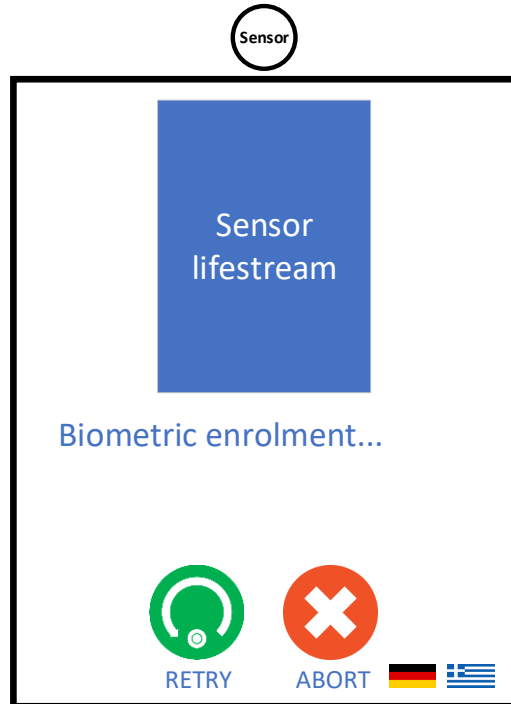 Sensor
Sensor
lifestream
Biometric enrolment...
RETRY
ABORT